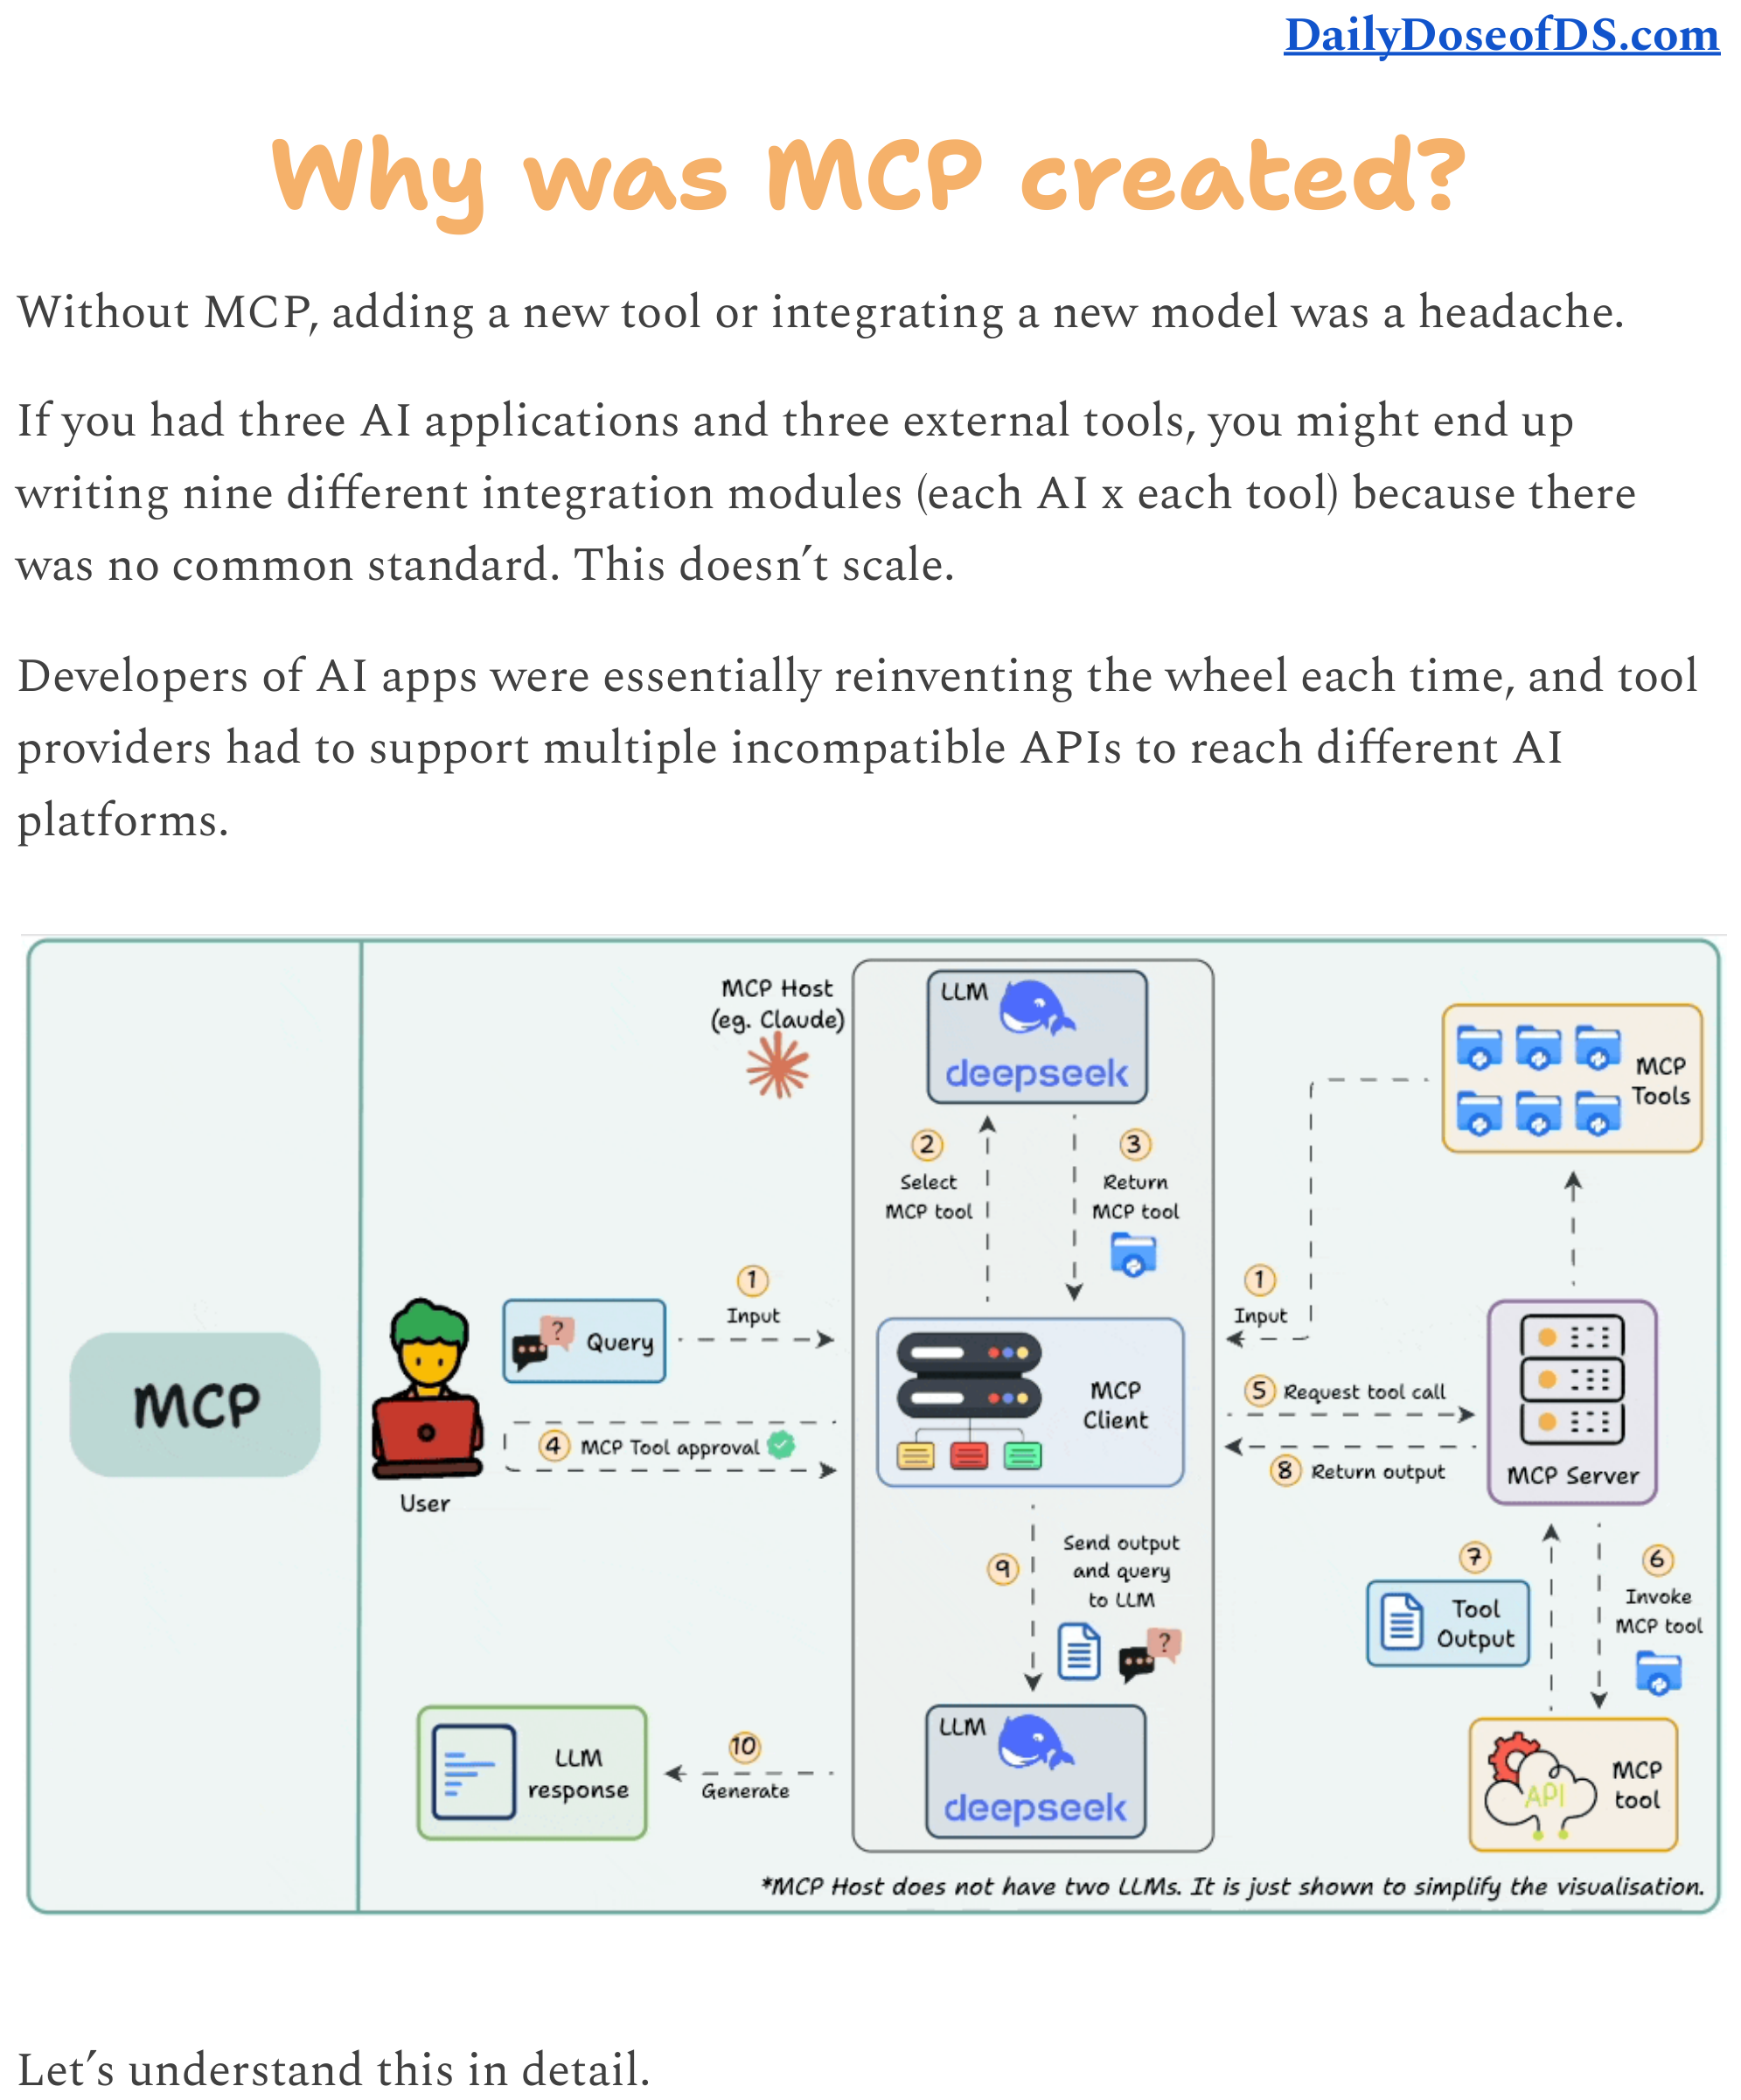 DailyDoseofDS.com
Why was MCP created?
Without MCP, adding a new tool or integrating a new model was a headache.
If you had three AI applications and three external tools, you might end up
writing nine different integration modules (each AI x each tool) because there
was no common standard. This doesn’t scale.
Developers of AI apps were essentially reinventing the wheel each time, and tool
providers had to support multiple incompatible APIs to reach different AI
platforms.
MCP
MCP Host
(eg. Claude)
LLM
deepseek
MCP
Tools
2
Select
MCP tool
3
Return
MCP tool
1
Input
1
Input
?
Query
User
4 MCP Tool approval
MCP
Client
5 Request tool call
8 Return output
MCP Server
9
Send output
and query
to LLM
?
7
Tool
Output
6
Invoke
MCP tool
LLM
deepseek
LLM
response
10
Generate
API
MCP
tool
*MCP Host does not have two LLMs. It is just shown to simplify the visualisation.
Let’s understand this in detail.